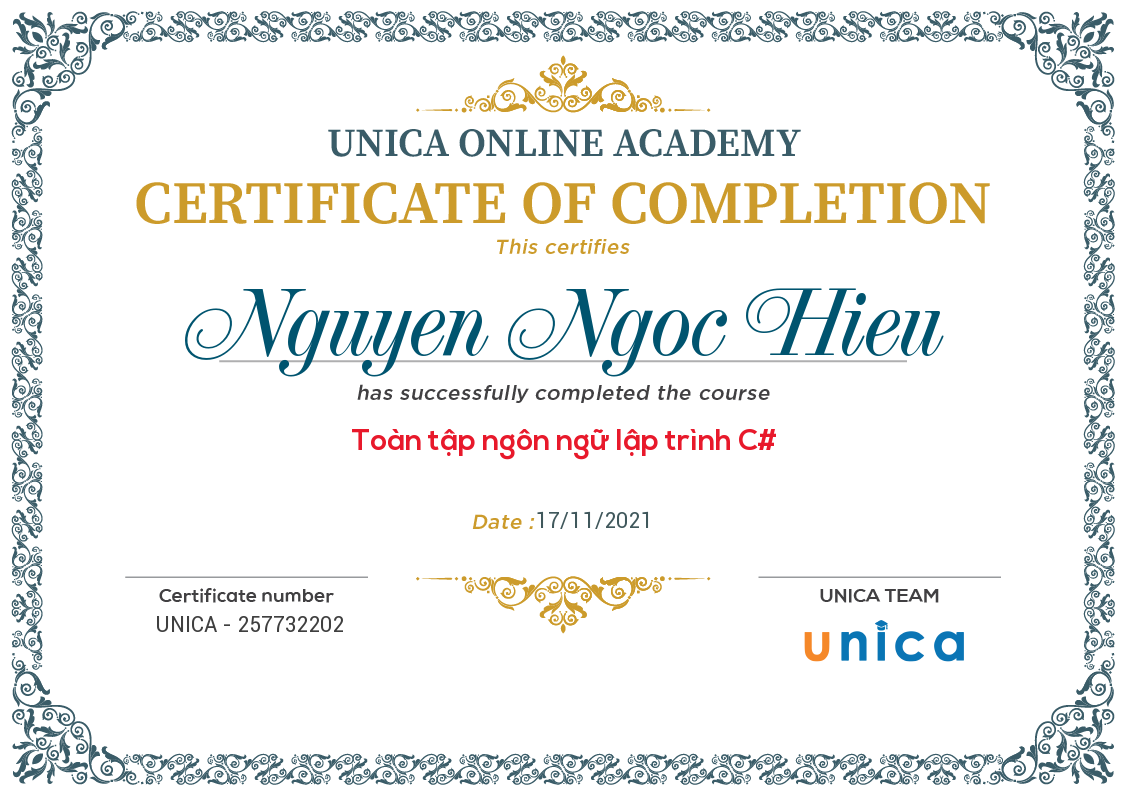 UNICA ONLINE ACADEMY
CERTIFICATE OF COMPLETION
This certifies
Nguyen Ngoc Hieu
has successfully completed the course
Toàn tập ngôn ngữ lập trình C#
Date :17/11/2021
Certificate number
UNICA - 257732202
UNICA TEAM
unica